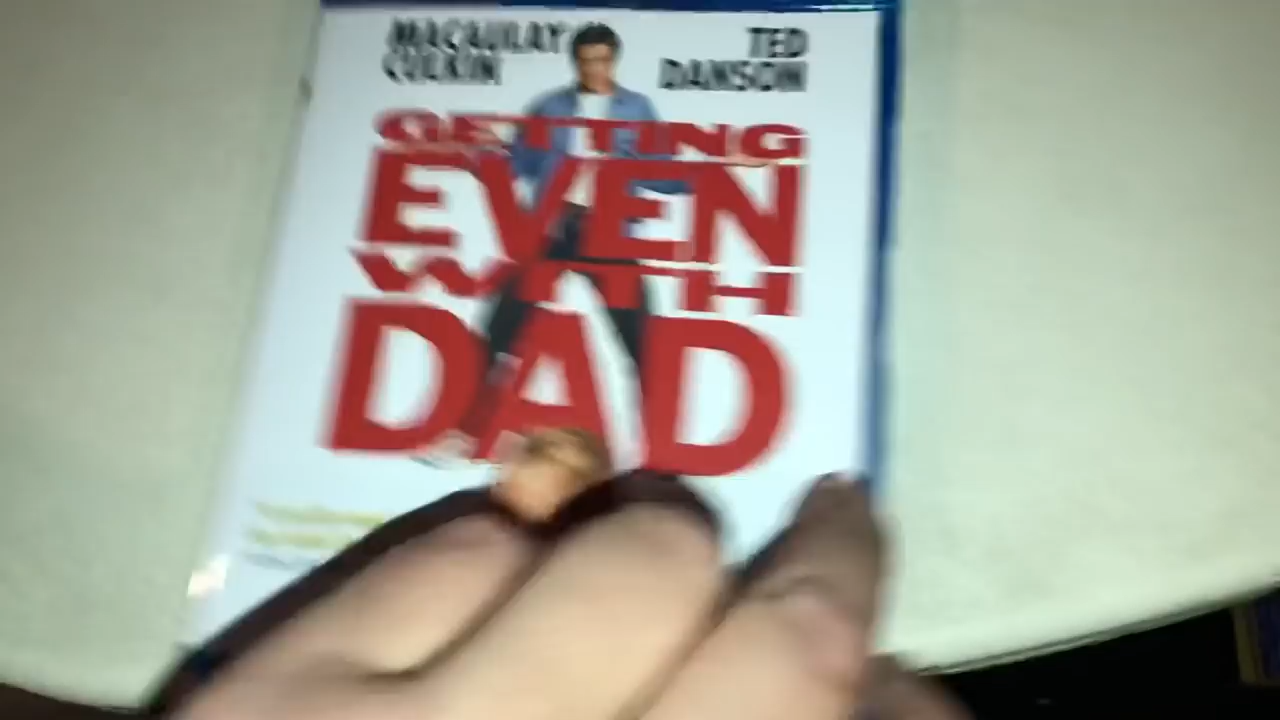 MACAULAY TED
CULKIN DANSON
GETTING
EVEN
WITH
DAD